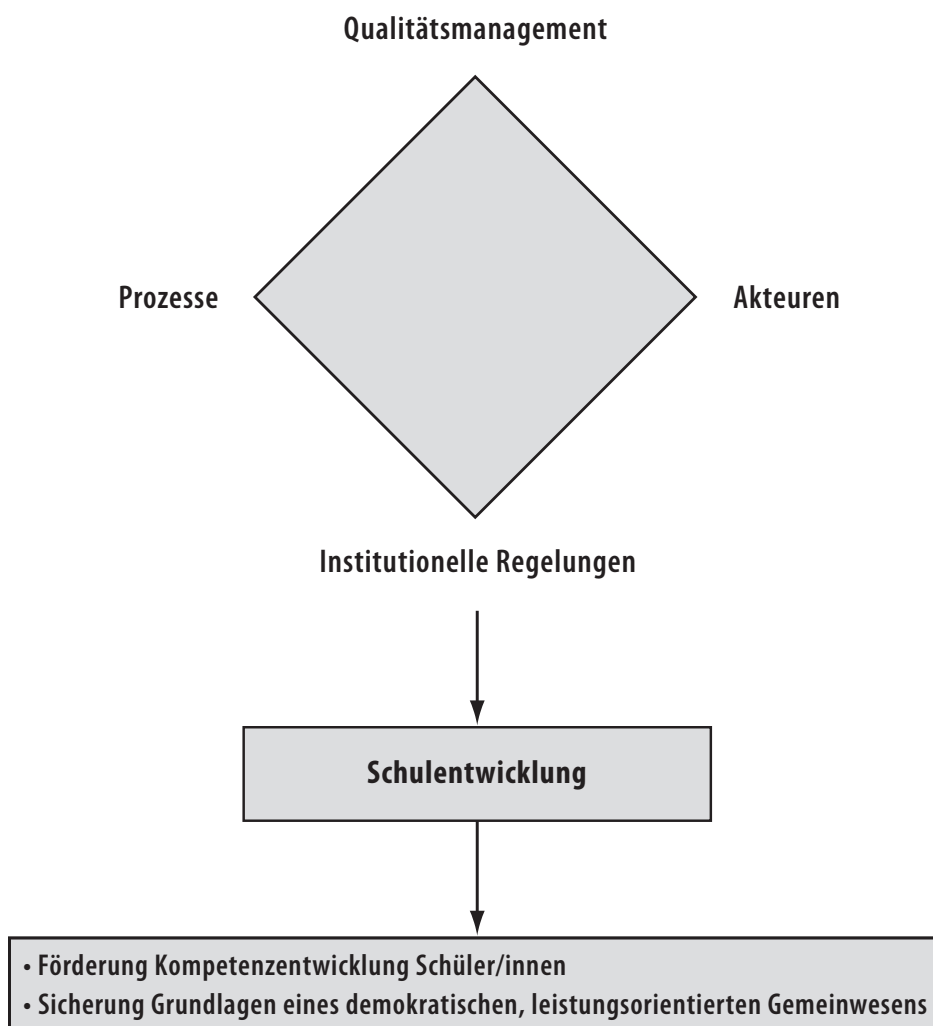 Qualitätsmanagement
Prozesse
Akteuren
Institutionelle Regelungen
Schulentwicklung
• Förderung Kompetenzentwicklung Schüler/innen
• Sicherung Grundlagen eines demokratischen, leistungsorientierten Gemeinwesens